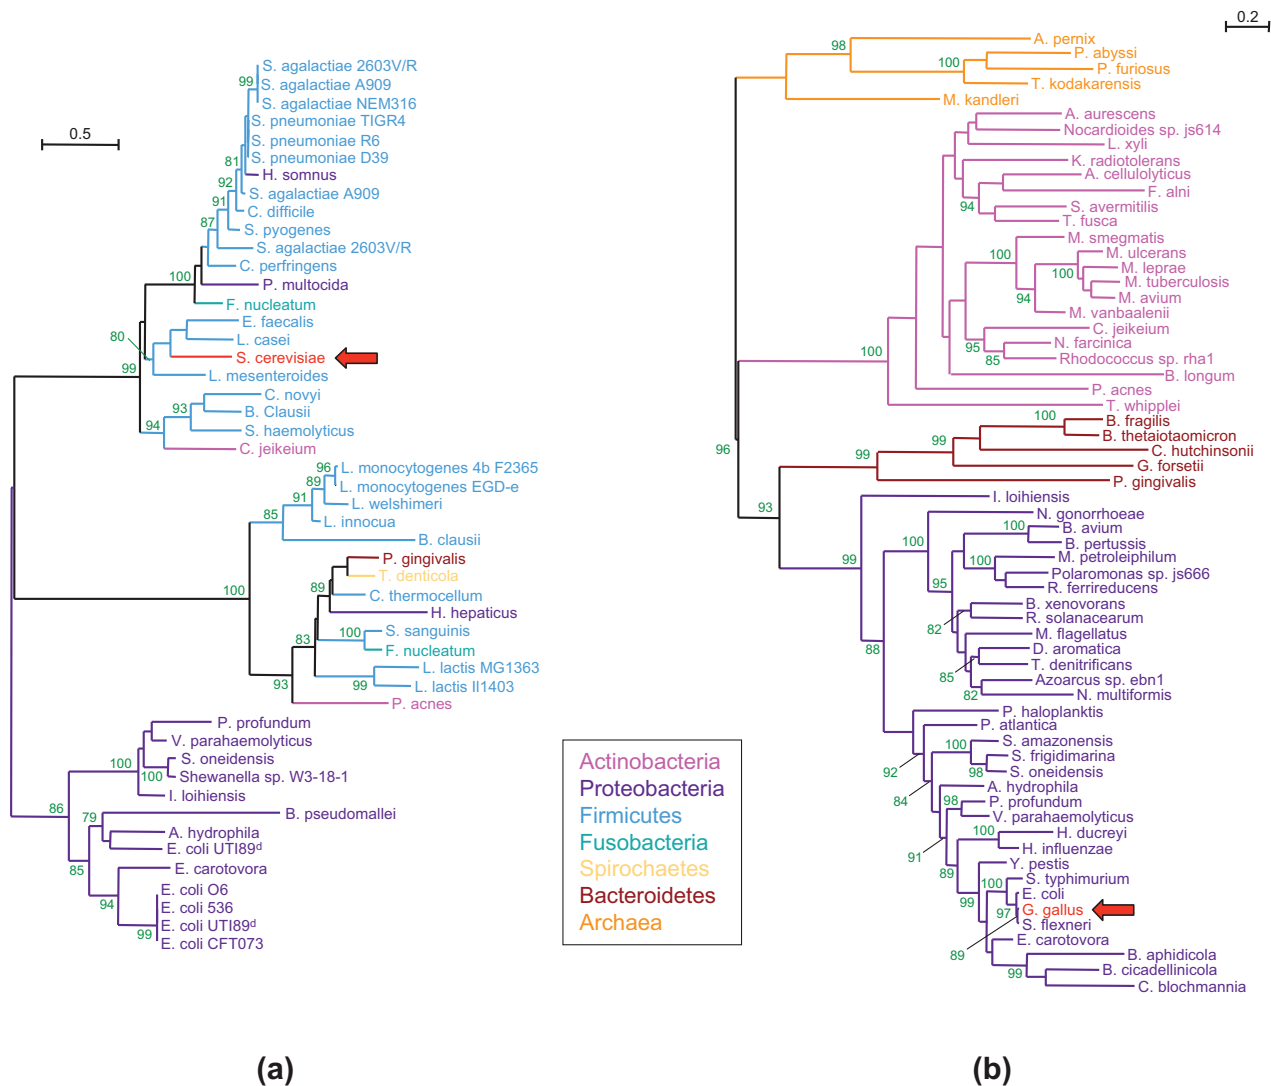 0.5
S. agalactiae 2603V/R
99
S. agalactiae A909
S. agalactiae NEM316
S. pneumoniae TIGR4
S. pneumoniae R6
S. pneumoniae D39
81
H. somnus
92
S. agalactiae A909
91
C. difficile
87
S. pyogenes
S. agalactiae 2603V/R
C. perfringens
100
P. multocida
F. nucleatum
E. faecalis
80
L. casei
S. cerevisiae
99
L. mesenteroides
C. novyi
93
B. Clausii
94
S. haemolyticus
C. jeikeium
96
L. monocytogenes 4b F2365
89
L. monocytogenes EGD-e
91
L. welshimeri
85
L. innocua
B. clausii
P. gingivalis
T. denticola
100
89
C. thermocellum
H. hepaticus
83
100
S. sanguinis
F. nucleatum
L. lactis MG1363
93
99
L. lactis II1403
P. acnes
P. profundum
V. parahaemolyticus
100
S. oneidensis
100
Shewanella sp. W3-18-1
I. loihiensis
86
79
B. pseudomallei
A. hydrophila
E. coli UTI89d
85
E. carotovora
E. coli O6
94
E. coli 536
E. coli UTI89d
99
E. coli CFT073
(a)
Actinobacteria
Proteobacteria
Firmicutes
Fusobacteria
Spirochaetes
Bacteroidetes
Archaea
0.2
98
A. pernix
P. abyssi
100
P. furiosus
T. kodakarensis
M. kandleri
A. aurescens
Nocardioides sp. js614
L. xyli
K. radiotolerans
A. cellulolyticus
F. alni
94
S. avermitilis
T. fusca
M. smegmatis
100
M. ulcerans
100
M. leprae
M. tuberculosis
94
M. avium
M. vanbaalenii
C. jeikeium
95
N. farcinica
100
85
Rhodococcus sp. rha1
B. longum
P. acnes
T. whipplei
100
B. fragilis
99
B. thetaiotaomicron
96
99
C. hutchinsonii
G. forsetii
P. gingivalis
93
I. loihiensis
N. gonorrhoeae
100
B. avium
100
B. pertussis
99
100
M. petroleiphilum
Polaromonas sp. js666
95
R. ferrireducens
B. xenovorans
82
R. solanacearum
88
M. flagellatus
D. aromatica
85
T. denitrificans
Azoarcus sp. ebn1
82
N. multiformis
P. haloplanktis
P. atlantica
100
S. amazonensis
S. frigidimarina
92
98
S. oneidensis
A. hydrophila
84
98
P. profundum
V. parahaemolyticus
100
H. ducreyi
91
H. influenzae
89
Y. pestis
100
S. typhimurium
99
E. coli
97
G. gallus
S. flexneri
E. carotovora
89
B. aphidicola
99
B. cicadellinicola
C. blochmannia
(b)